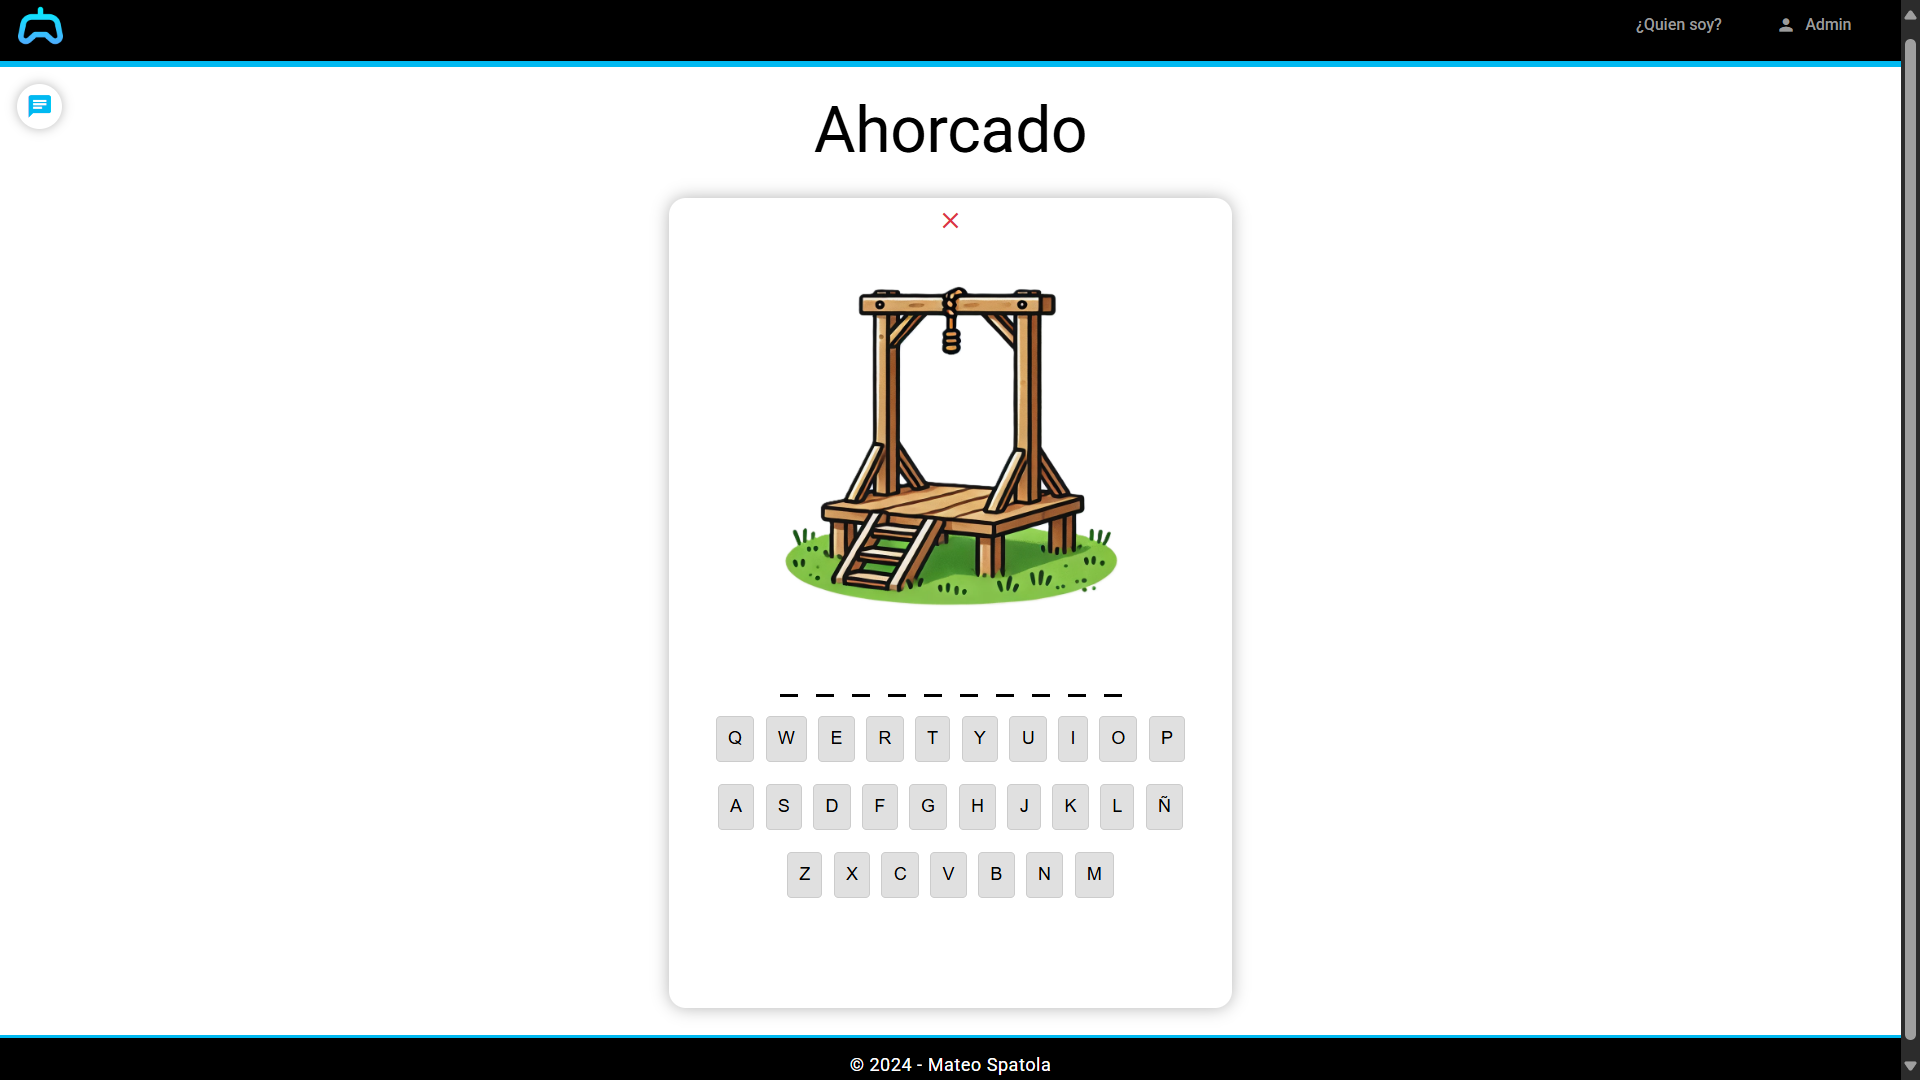 ¿Quien soy? Admin
Ahorcado
_ _ _ _ _ _ _ _ _ _
Q W E R T Y U I O P
A S D F G H J K L Ñ
Z X C V B N M
© 2024 - Mateo Spatola